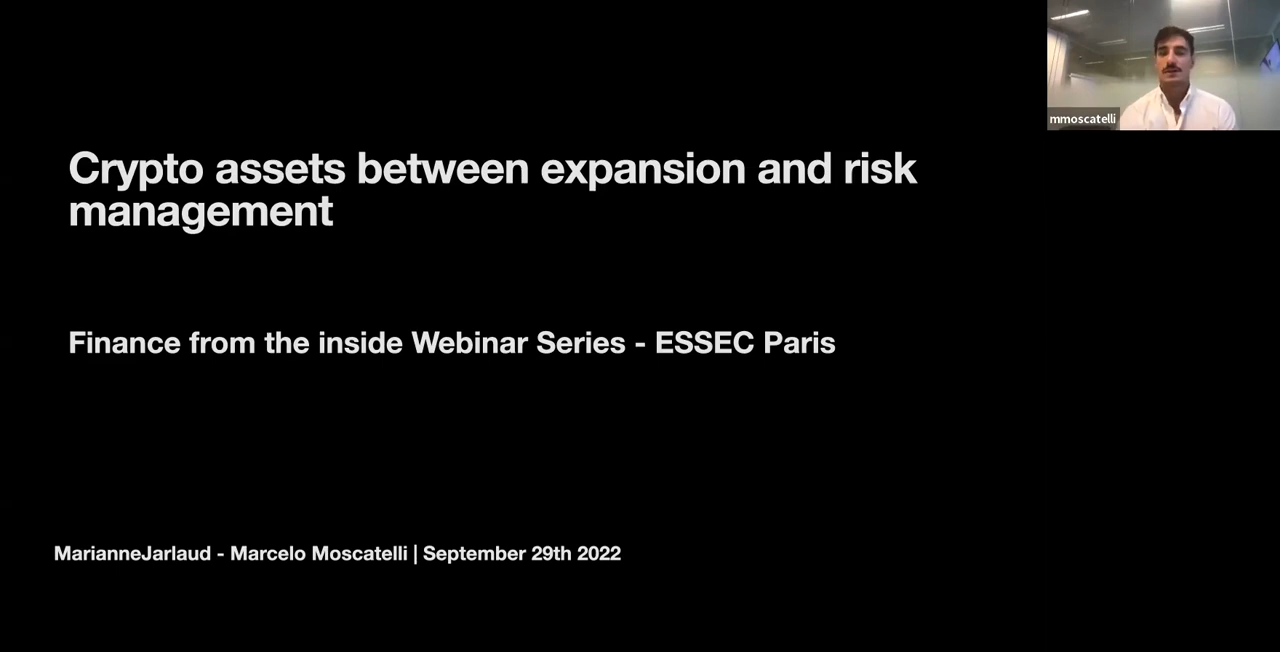 mmoscatelli
Crypto assets between expansion and risk
management
Finance from the inside Webinar Series - ESSEC Paris
MarianneJarlaud - Marcelo Moscatelli | September 29th 2022